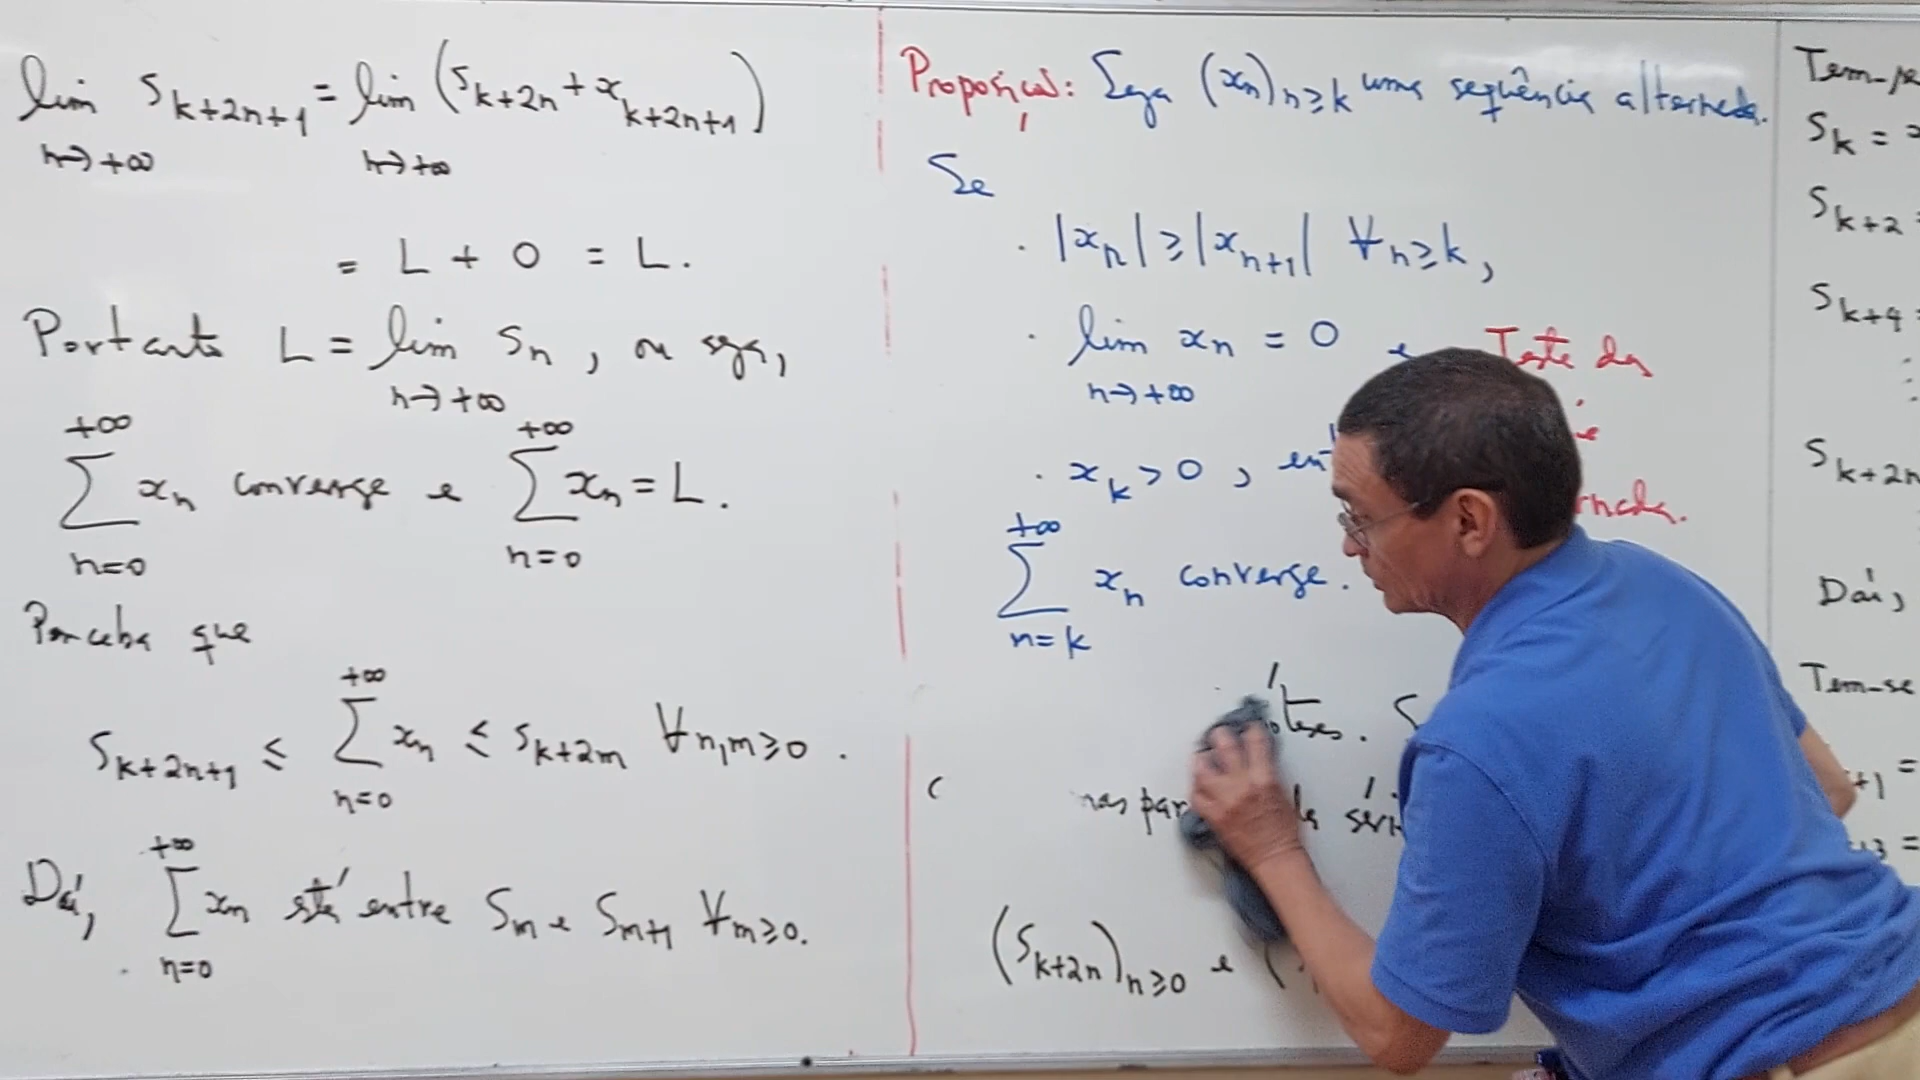 lim s_{k+2n+1} = lim (s_{k+2n} + x_{k+2n+1})
n→+∞ n→+∞
= L + 0 = L.
Portanto L = lim s_n, ou seja,
n→+∞
+∞ +∞
∑ x_n converge e ∑ x_n = L.
n=0 n=0
Perceba que
+∞
s_{k+2n+1} ≤ ∑ x_n ≤ s_{k+2m} ∀n,m≥0.
n=0
+∞
Daí, ∑ x_n está entre s_m e s_{m+1} ∀m≥0.
n=0
Proposição: Seja (x_n)_{n≥k} uma sequência alternada.
Se
· |x_n| ≥ |x_{n+1}| ∀n≥k,
· lim x_n = 0 e
n→+∞
· x_k > 0,
+∞
∑ x_n converge.
n=k
Teste da
(s_{k+2n})_{n≥0} e (
S_k =
S_{k+2}
S_{k+4}
⋮
S_{k+2n}
Daí,
Tem-se
+1 =
+3 =